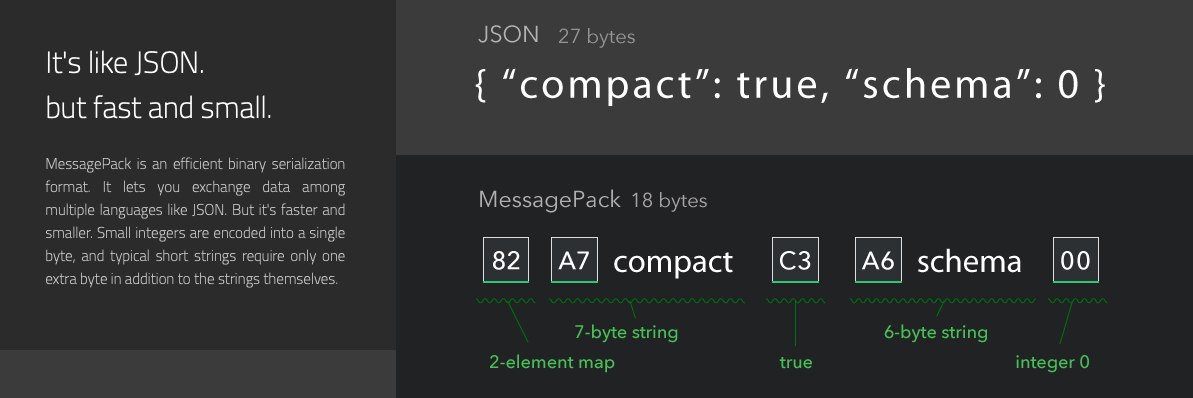 It's like JSON.
but fast and small.
MessagePack is an efficient binary serialization
format. It lets you exchange data among
multiple languages like JSON. But it's faster and
smaller. Small integers are encoded into a single
byte, and typical short strings require only one
extra byte in addition to the strings themselves.
JSON 27 bytes
{ “compact”: true, “schema”: 0 }
MessagePack 18 bytes
82 A7 compact C3 A6 schema 00
7-byte string 6-byte string
2-element map true integer 0